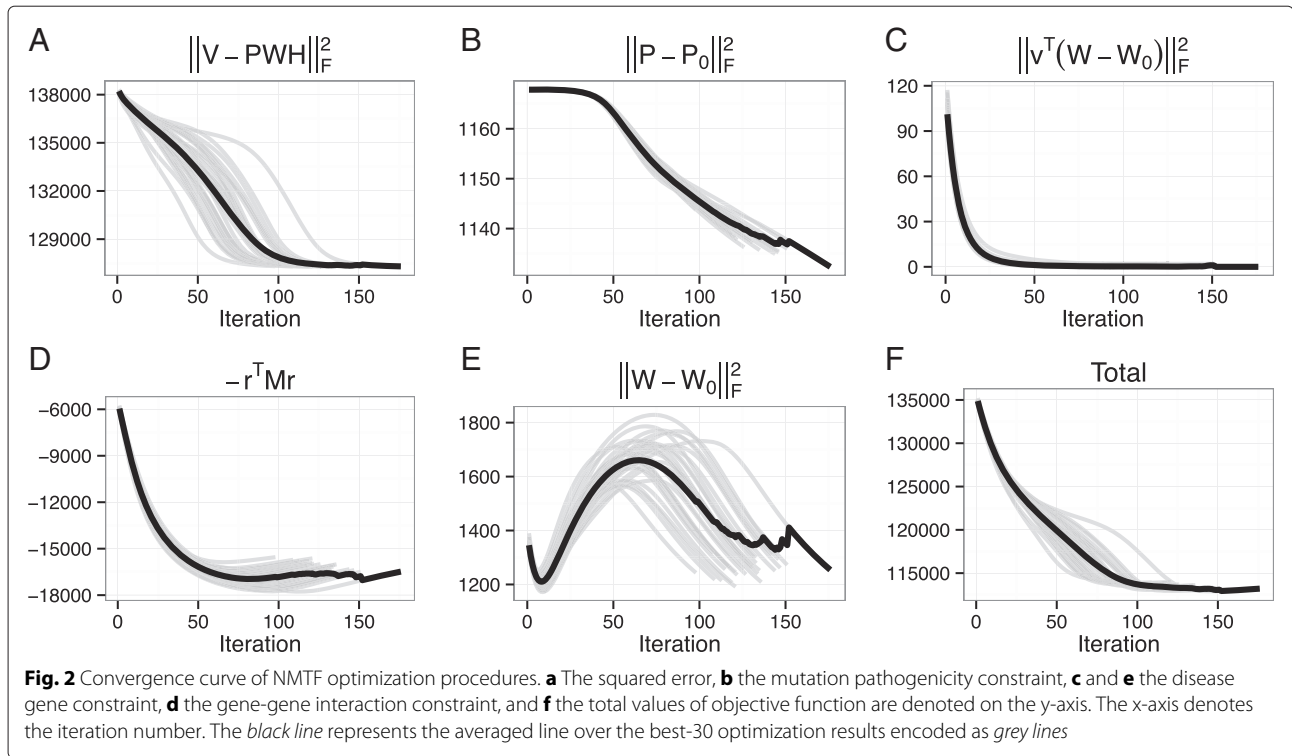 A
||V – PWH||²_F
138000
135000
132000
129000
0 50 100 150
Iteration
B
||P – P₀||²_F
1160
1150
1140
0 50 100 150
Iteration
C
||vᵀ(W – W₀)||²_F
120
90
60
30
0
0 50 100 150
Iteration
D
–rᵀMr
–6000
–9000
–12000
–15000
–18000
0 50 100 150
Iteration
E
||W – W₀||²_F
1800
1600
1400
1200
0 50 100 150
Iteration
F
Total
135000
130000
125000
120000
115000
0 50 100 150
Iteration
Fig. 2 Convergence curve of NMTF optimization procedures. a The squared error, b the mutation pathogenicity constraint, c and e the disease
gene constraint, d the gene-gene interaction constraint, and f the total values of objective function are denoted on the y-axis. The x-axis denotes
the iteration number. The black line represents the averaged line over the best-30 optimization results encoded as grey lines